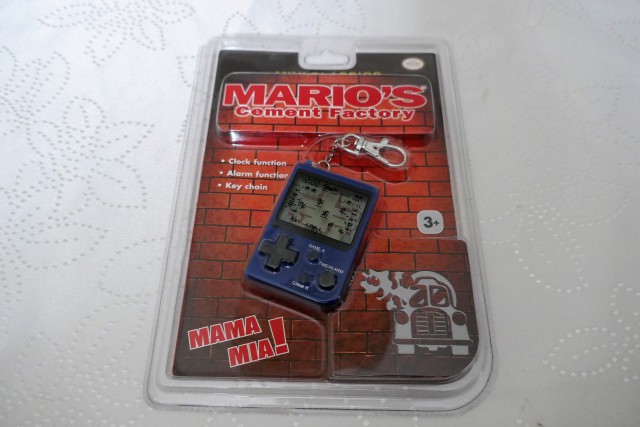 MARIO'S
Cement Factory
• Clock function
• Alarm function
• Key chain
3+
GAME A
GAME B
MAMA
MIA!